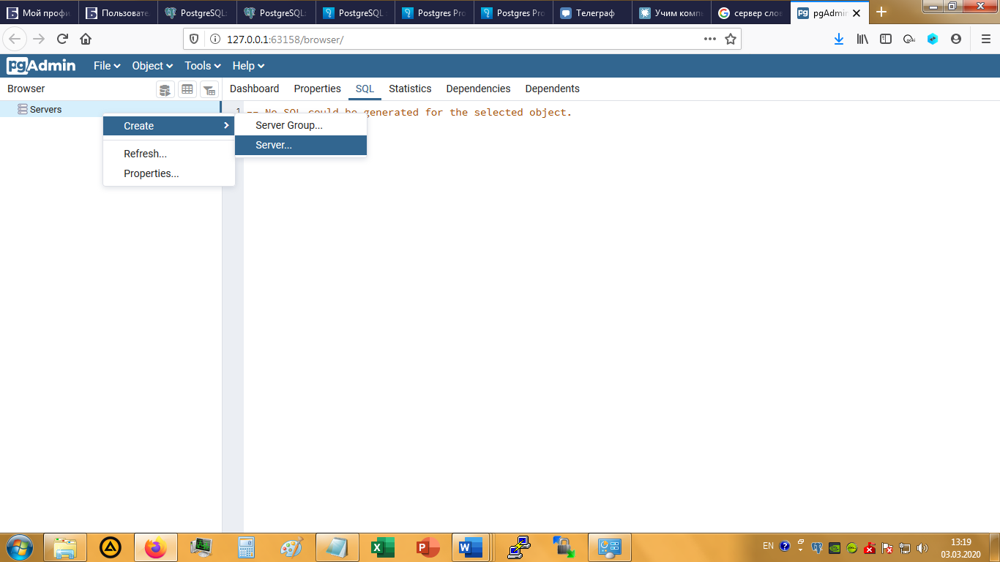 Мой профи
Пользовате
PostgreSQL:
PostgreSQL:
PostgreSQL :
Postgres Pro
Postgres Pro
Телеграф
Учим комп
сервер слов
pgAdmin
127.0.0.1:63158/browser/
pgAdmin File Object Tools Help
Browser
Dashboard Properties SQL Statistics Dependencies Dependents
Servers
1 -- No SQL could be generated for the selected object.
Create
Server Group...
Server...
Refresh...
Properties...
EN
13:19
03.03.2020